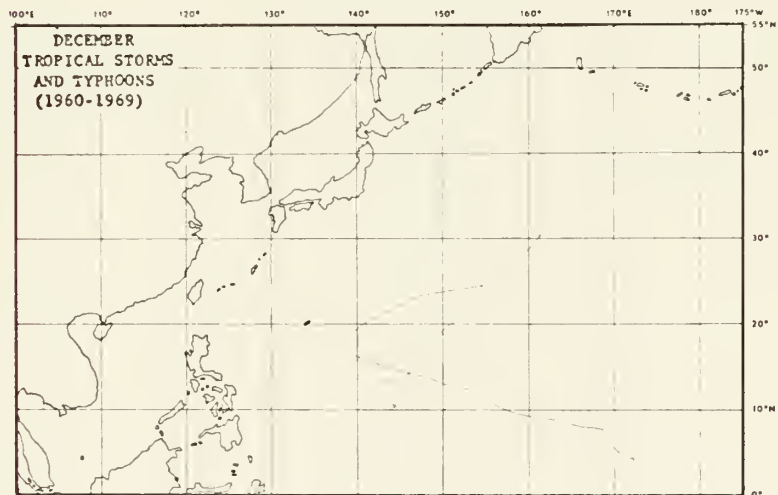 100°E 110° 120° 130° 140° 150° 160° 170°E 180° 175°W
DECEMBER
TROPICAL STORMS
AND TYPHOONS
(1960-1969)
55°N
50°
40°
30°
20°
10°N
0°